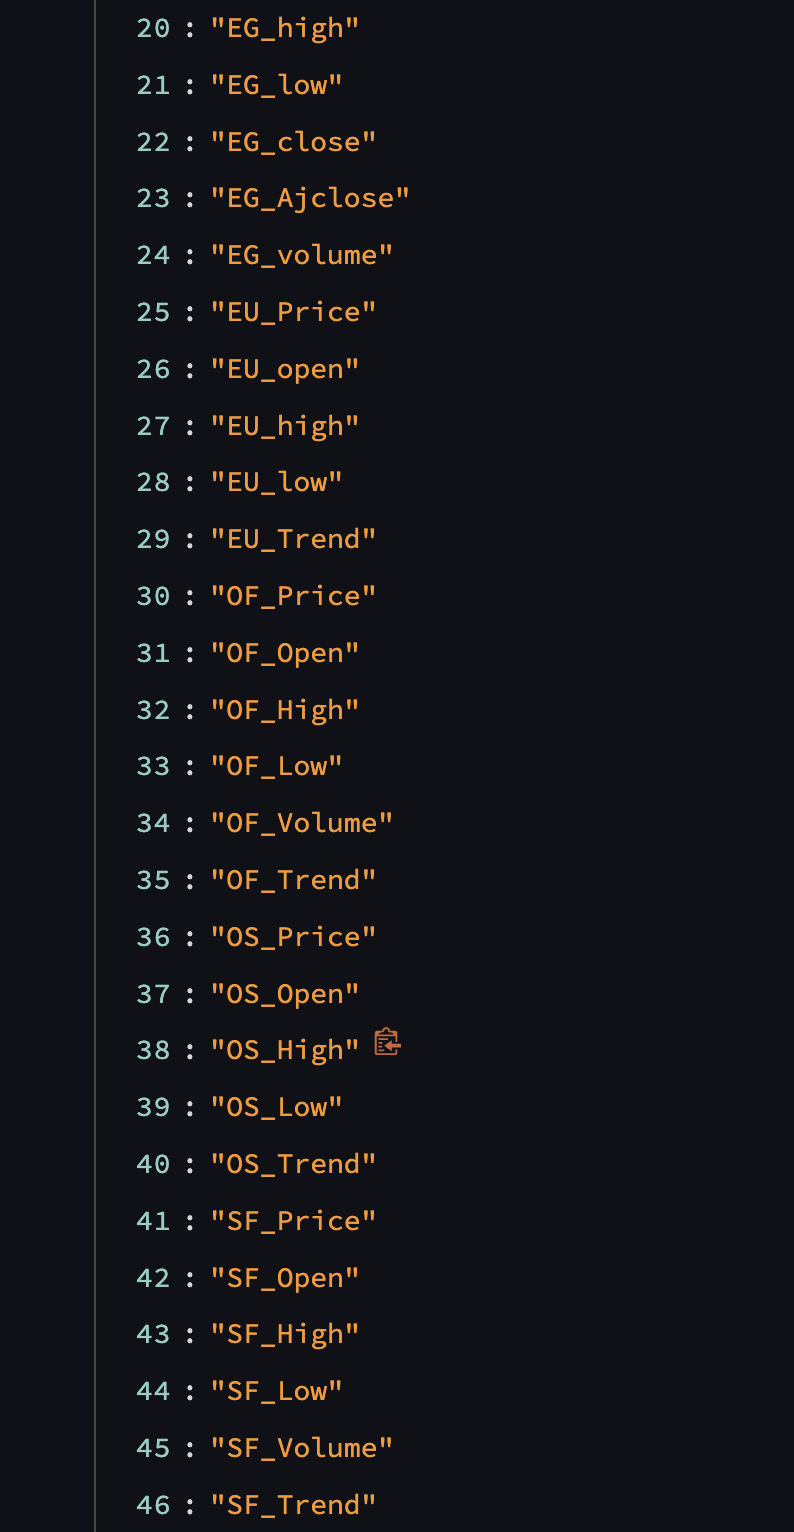 20 : "EG_high"
21 : "EG_low"
22 : "EG_close"
23 : "EG_Ajclose"
24 : "EG_volume"
25 : "EU_Price"
26 : "EU_open"
27 : "EU_high"
28 : "EU_low"
29 : "EU_Trend"
30 : "OF_Price"
31 : "OF_Open"
32 : "OF_High"
33 : "OF_Low"
34 : "OF_Volume"
35 : "OF_Trend"
36 : "OS_Price"
37 : "OS_Open"
38 : "OS_High"
39 : "OS_Low"
40 : "OS_Trend"
41 : "SF_Price"
42 : "SF_Open"
43 : "SF_High"
44 : "SF_Low"
45 : "SF_Volume"
46 : "SF_Trend"